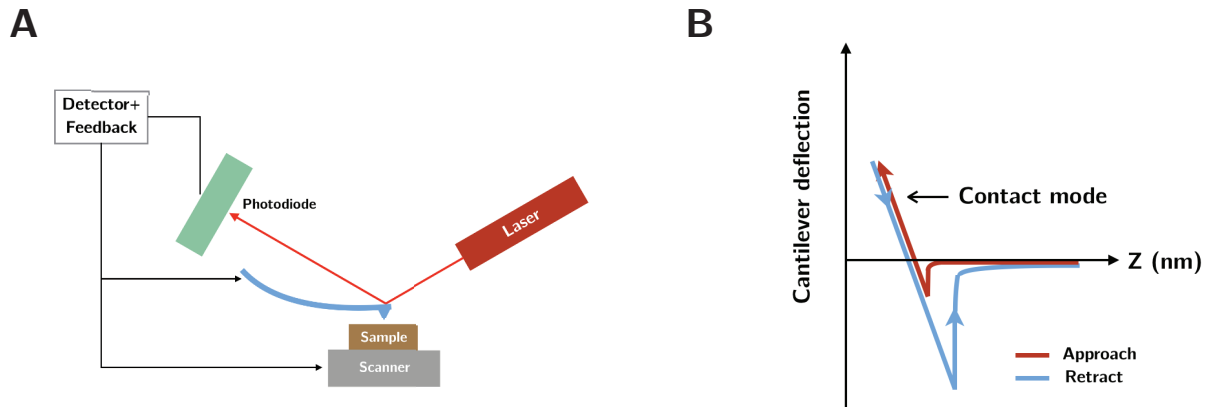 A
Detector+
Feedback
Photodiode
Laser
Sample
Scanner
B
Cantilever deflection
Contact mode
Z (nm)
Approach
Retract